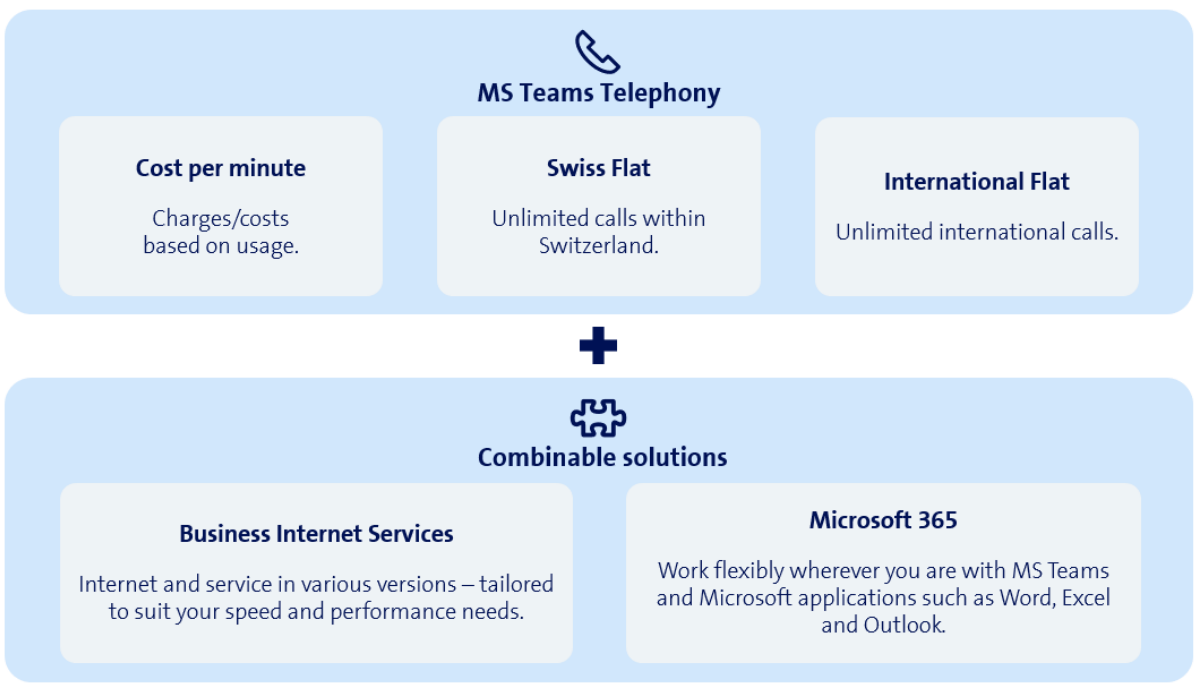 MS Teams Telephony
Cost per minute
Charges/costs
based on usage.
Swiss Flat
Unlimited calls within
Switzerland.
International Flat
Unlimited international calls.
Combinable solutions
Business Internet Services
Internet and service in various versions – tailored
to suit your speed and performance needs.
Microsoft 365
Work flexibly wherever you are with MS Teams
and Microsoft applications such as Word, Excel
and Outlook.